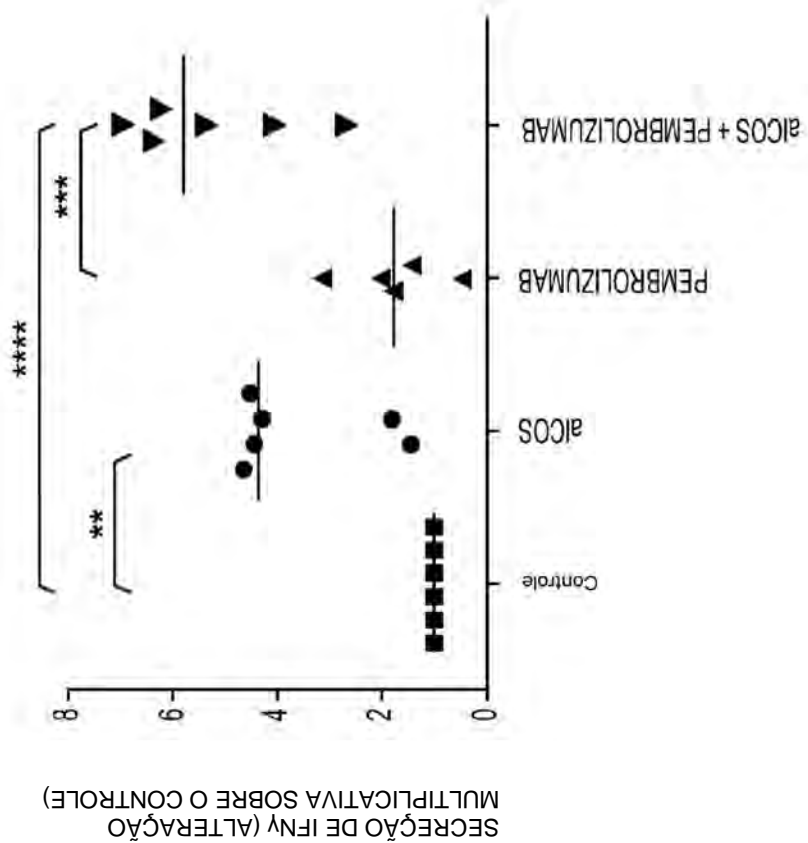 SECREÇÃO DE IFNγ (ALTERAÇÃO
MULTIPLICATIVA SOBRE O CONTROLE)
8
6
4
2
0
**
****
***
Controle
aICOS
PEMBROLIZUMAB
aICOS + PEMBROLIZUMAB